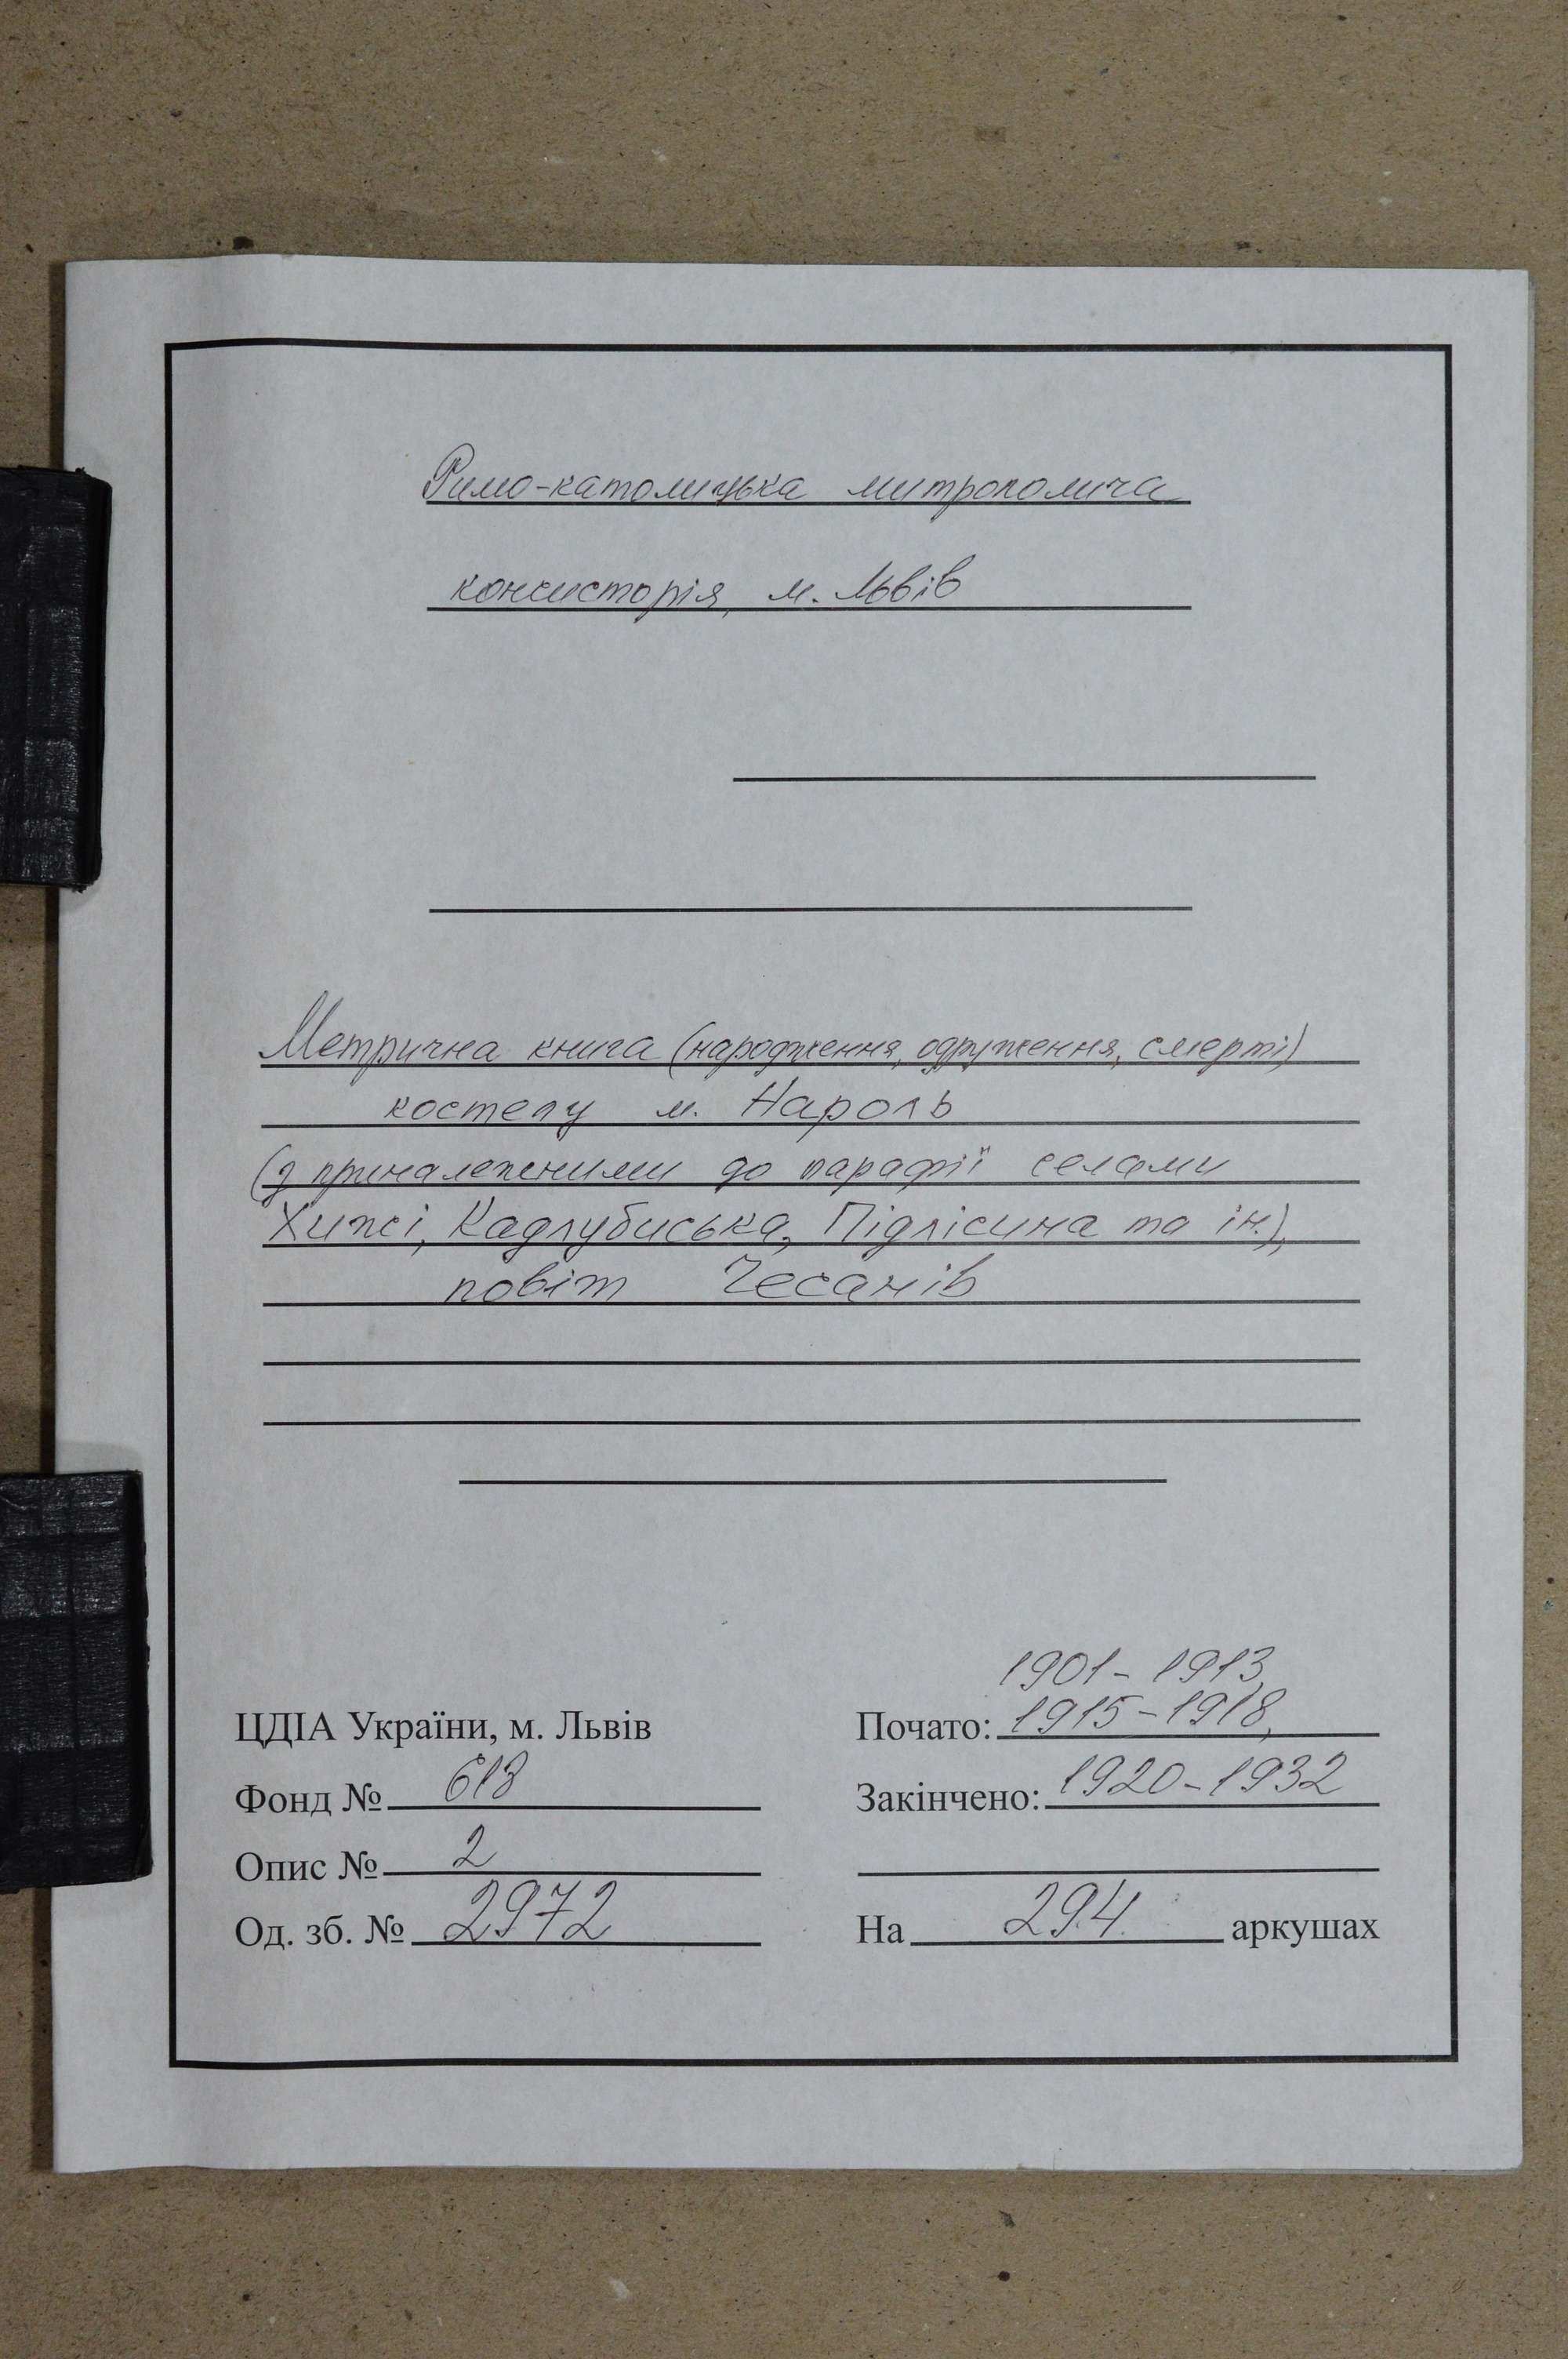 Римо-католицька митрополича
консисторія, м. Львів
Метрична книга (народження, одруження, смерті)
костелу м. Нароль
(з приналежними до парафії селами
Хижі, Кадлубиська, Підлісина та ін.),
повіт Чесанів
1901-1913,
ЦДІА України, м. Львів Почато: 1915-1918,
Фонд № 618 Закінчено: 1920-1932
Опис № 2
Од. зб. № 2972 На 294 аркушах